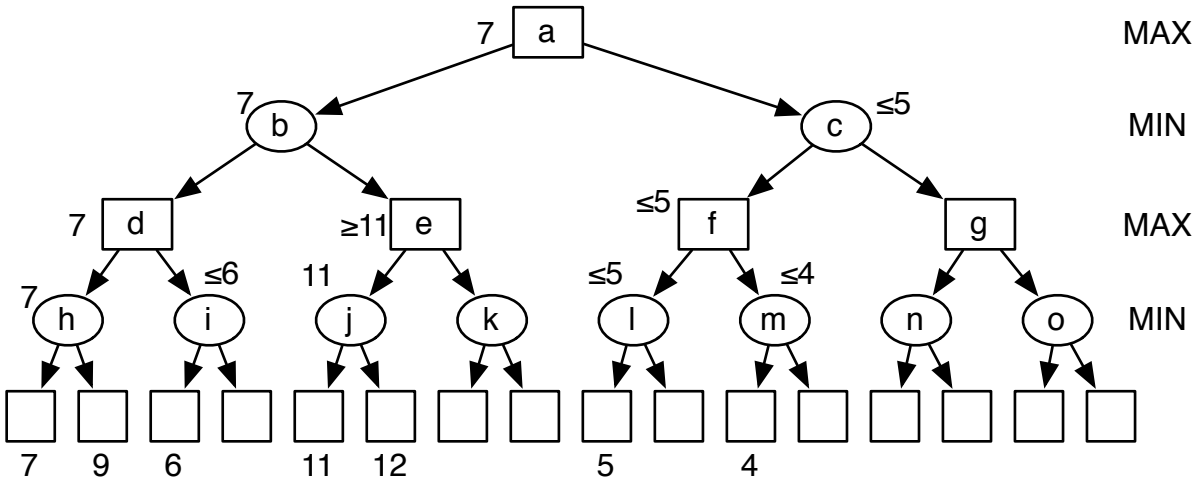 7 a MAX
7 b c ≤5 MIN
7 d ≥11 e ≤5 f g MAX
7 h ≤6 i 11 j k ≤5 l ≤4 m n o MIN
7 9 6 11 12 5 4